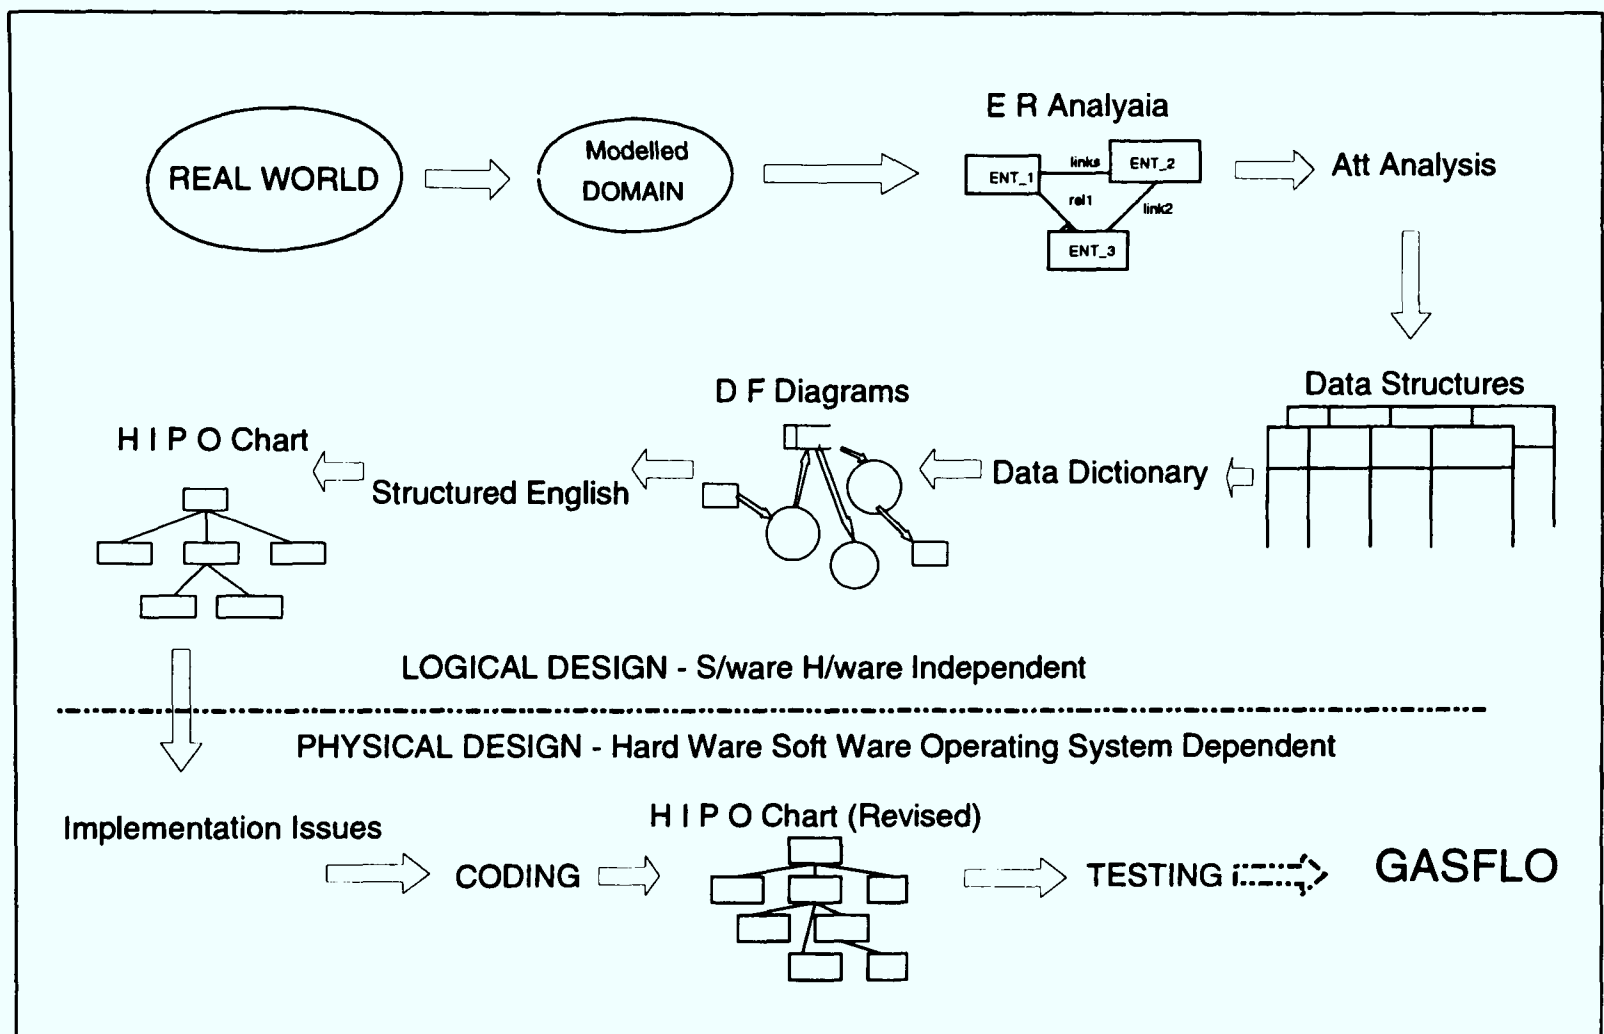 E R Analyaia
REAL WORLD
Modelled
DOMAIN
ENT_1
links
ENT_2
rel1
link2
ENT_3
Att Analysis
Data Structures
Data Dictionary
D F Diagrams
Structured English
H I P O Chart
LOGICAL DESIGN - S/ware H/ware Independent
PHYSICAL DESIGN - Hard Ware Soft Ware Operating System Dependent
Implementation Issues
CODING
H I P O Chart (Revised)
TESTING
GASFLO